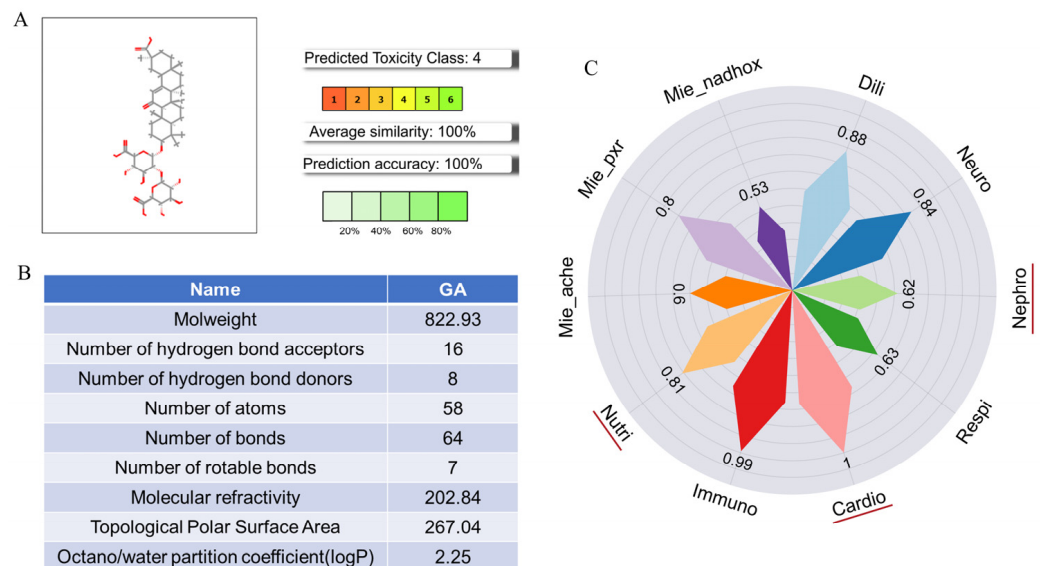 A
Predicted Toxicity Class: 4
1 2 3 4 5 6
Average similarity: 100%
Prediction accuracy: 100%
20% 40% 60% 80%
B
Name GA
Molweight 822.93
Number of hydrogen bond acceptors 16
Number of hydrogen bond donors 8
Number of atoms 58
Number of bonds 64
Number of rotable bonds 7
Molecular refractivity 202.84
Topological Polar Surface Area 267.04
Octano/water partition coefficient(logP) 2.25
C
Mie_nadhox
Dili
Mie_pxr
Neuro
0.88
0.53
0.8
0.84
Mie_ache
0.6
0.62
Nephro
0.81
0.63
Nutri
Respi
0.99
1
Immuno
Cardio